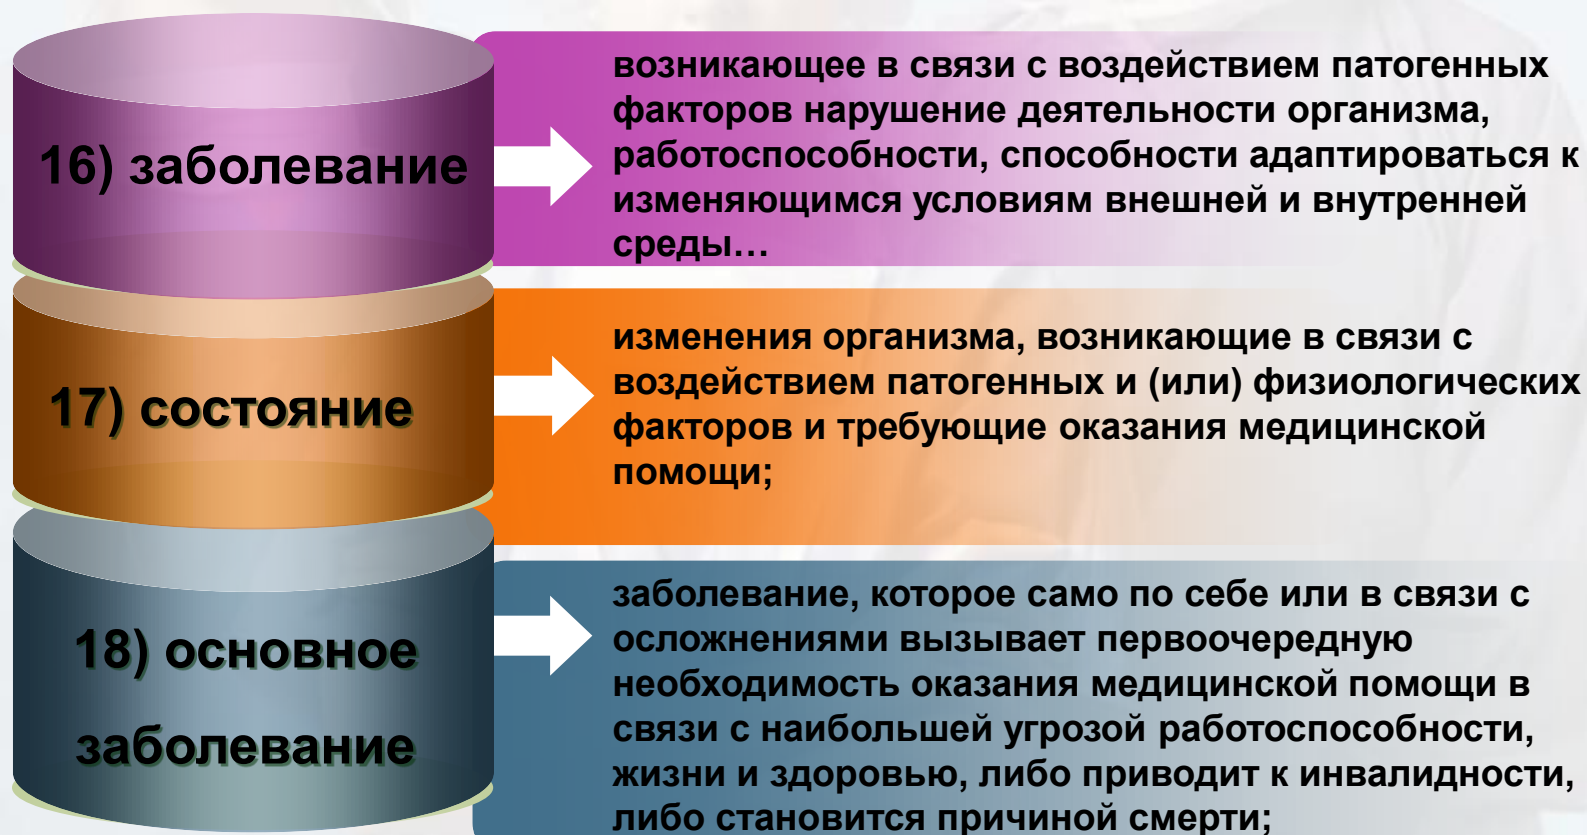 16) заболевание
возникающее в связи с воздействием патогенных
факторов нарушение деятельности организма,
работоспособности, способности адаптироваться к
изменяющимся условиям внешней и внутренней
среды…
17) состояние
изменения организма, возникающие в связи с
воздействием патогенных и (или) физиологических
факторов и требующие оказания медицинской
помощи;
18) основное
заболевание
заболевание, которое само по себе или в связи с
осложнениями вызывает первоочередную
необходимость оказания медицинской помощи в
связи с наибольшей угрозой работоспособности,
жизни и здоровью, либо приводит к инвалидности,
либо становится причиной смерти;